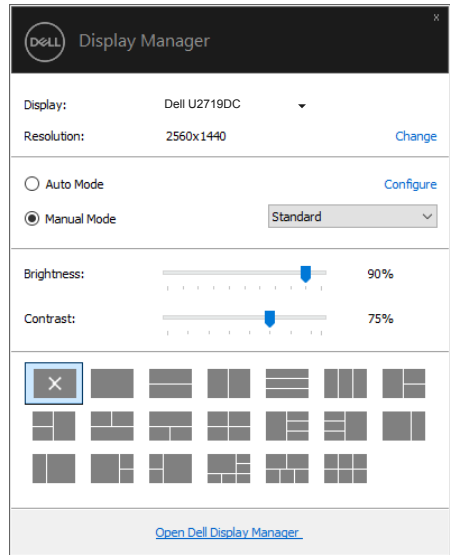 x
DELL Display Manager
Display: Dell U2719DC
Resolution: 2560x1440 Change
Auto Mode Configure
Manual Mode Standard
Brightness: 90%
Contrast: 75%
Open Dell Display Manager